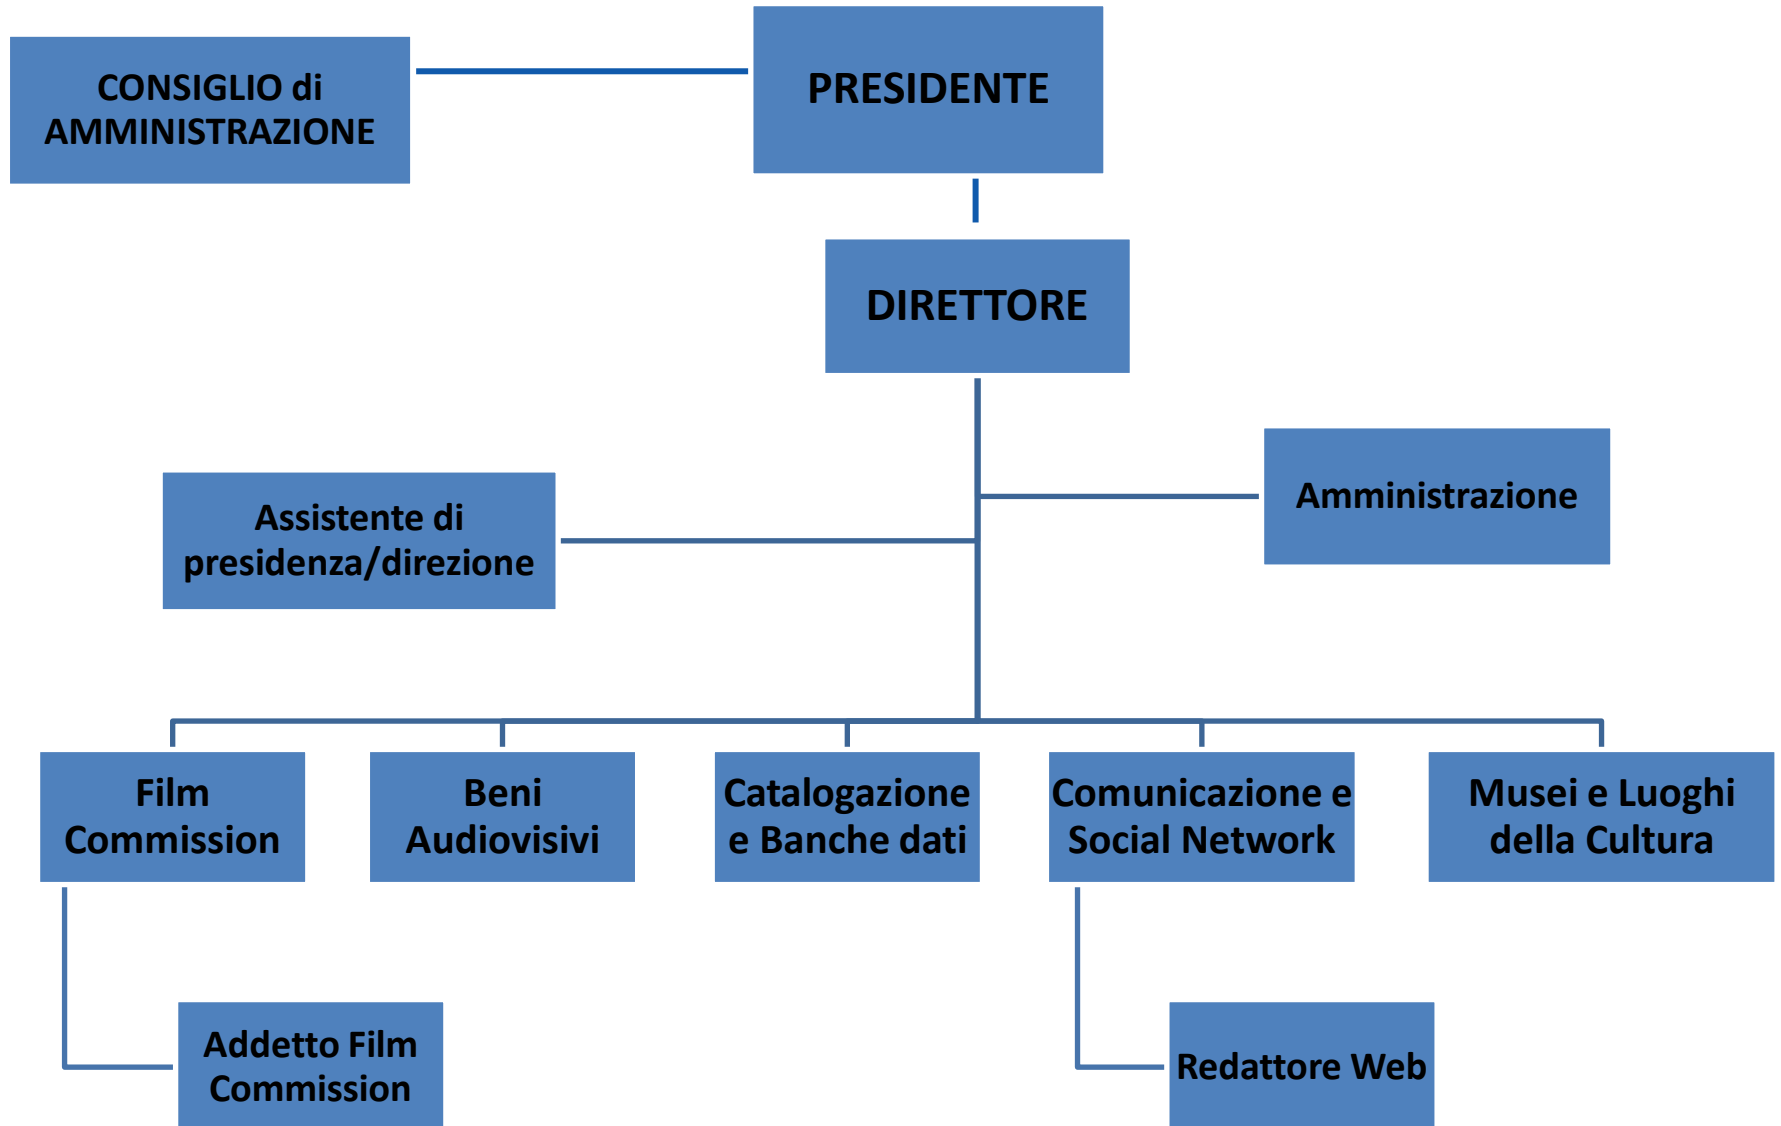 CONSIGLIO di
AMMINISTRAZIONE
PRESIDENTE
DIRETTORE
Assistente di
presidenza/direzione
Amministrazione
Film
Commission
Beni
Audiovisivi
Catalogazione
e Banche dati
Comunicazione e
Social Network
Musei e Luoghi
della Cultura
Addetto Film
Commission
Redattore Web